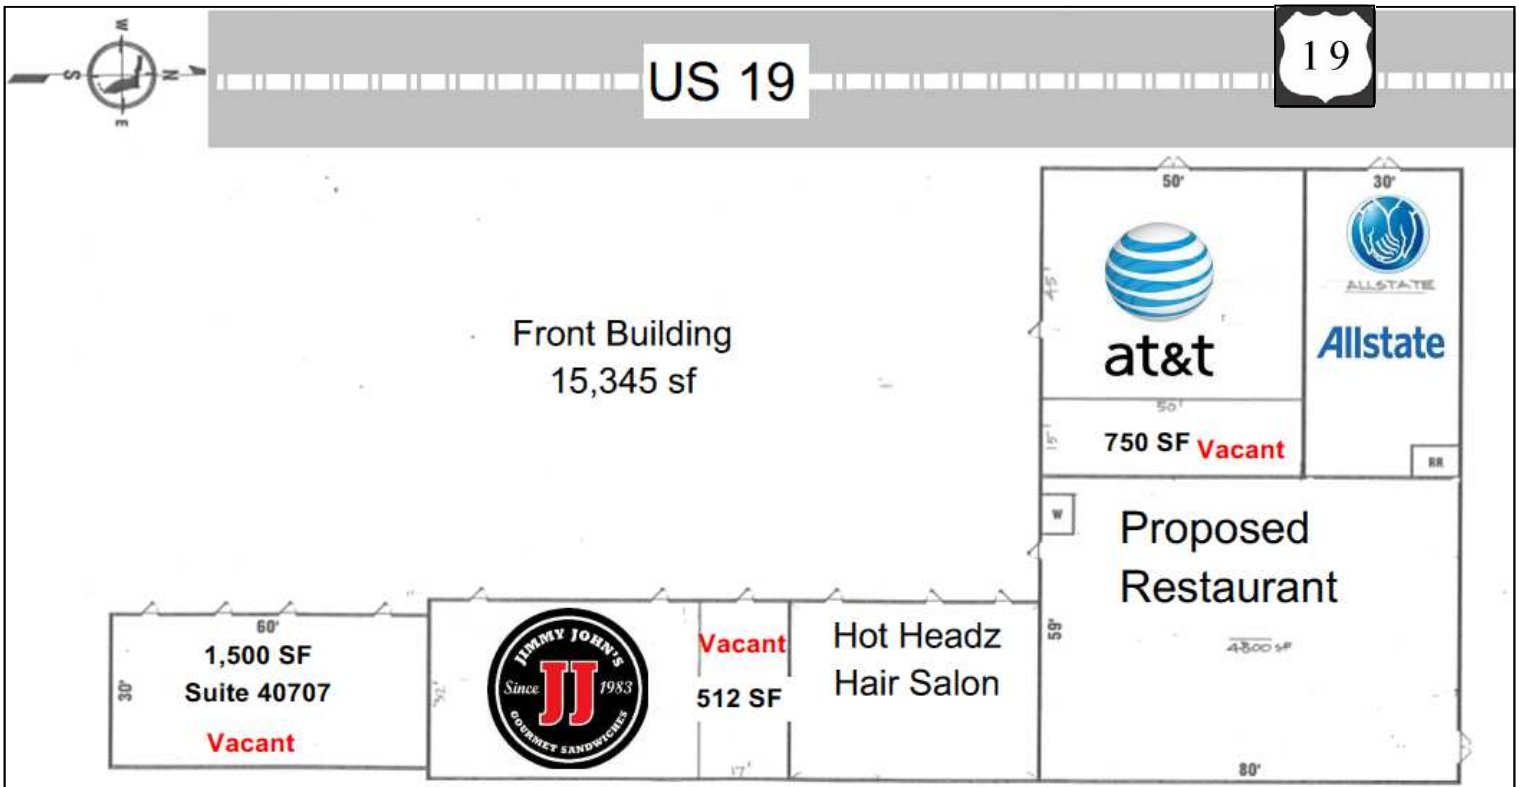 W
S
N
E
US 19
19
50'
30'
ALLSTATE
45'
at&t
Allstate
Front Building
15,345 sf
50'
15'
750 SF Vacant
RR
W
Proposed
Restaurant
4800 SF
59'
80'
60'
1,500 SF
Suite 40707
Vacant
30'
32'
JIMMY JOHN'S
Since JJ 1983
GOURMET SANDWICHES
Vacant
512 SF
17'
Hot Headz
Hair Salon